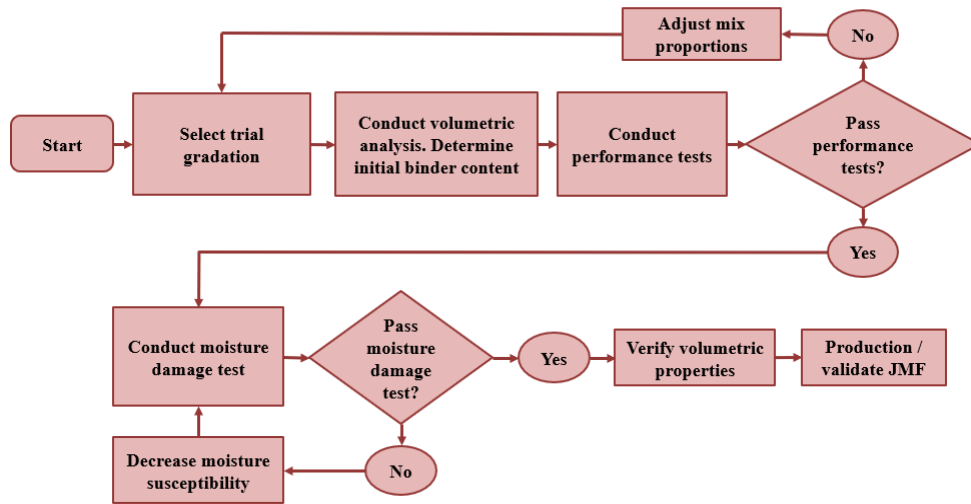 Start
Select trial
gradation
Conduct volumetric
analysis. Determine
initial binder content
Conduct
performance tests
Pass
performance
tests?
No
Adjust mix
proportions
Yes
Conduct moisture
damage test
Pass
moisture
damage
test?
No
Decrease moisture
susceptibility
Yes
Verify volumetric
properties
Production /
validate JMF